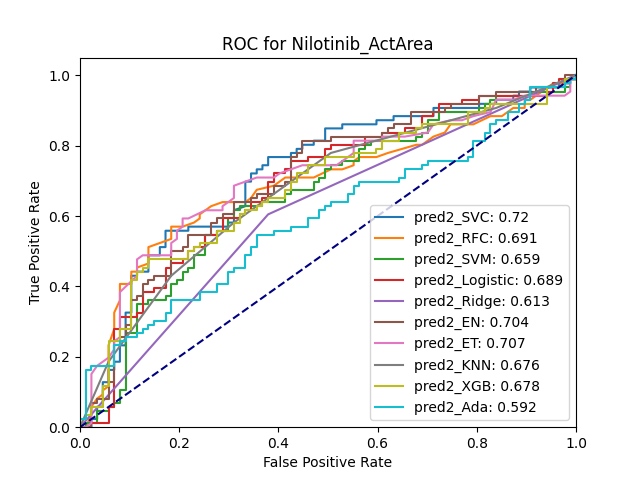 ROC for Nilotinib_ActArea
1.0
0.8
0.6
0.4
0.2
0.0
True Positive Rate
pred2_SVC: 0.72
pred2_RFC: 0.691
pred2_SVM: 0.659
pred2_Logistic: 0.689
pred2_Ridge: 0.613
pred2_EN: 0.704
pred2_ET: 0.707
pred2_KNN: 0.676
pred2_XGB: 0.678
pred2_Ada: 0.592
0.0 0.2 0.4 0.6 0.8 1.0
False Positive Rate